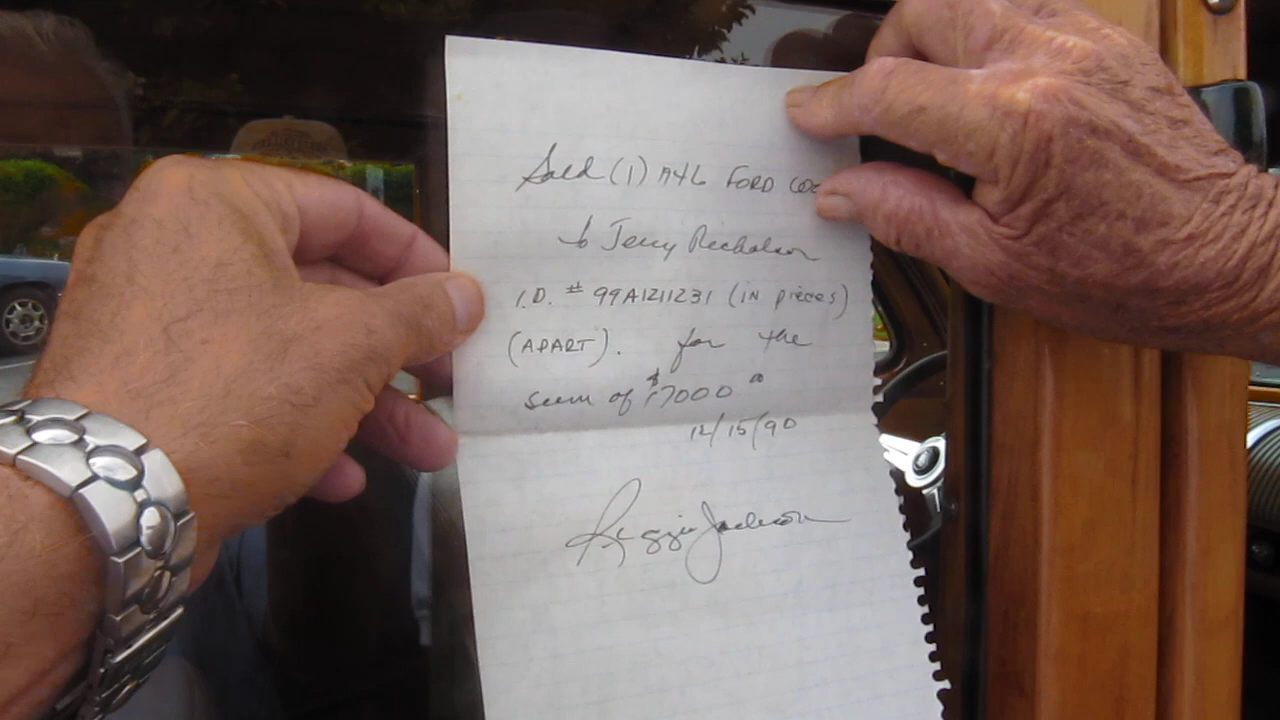 Sold (1) 1946 FORD
to Jerry Nicholson
I.D. # 99A1211231 (IN pieces)
(APART). for the
sum of $17000 00
12/15/90
Reggie Jackson